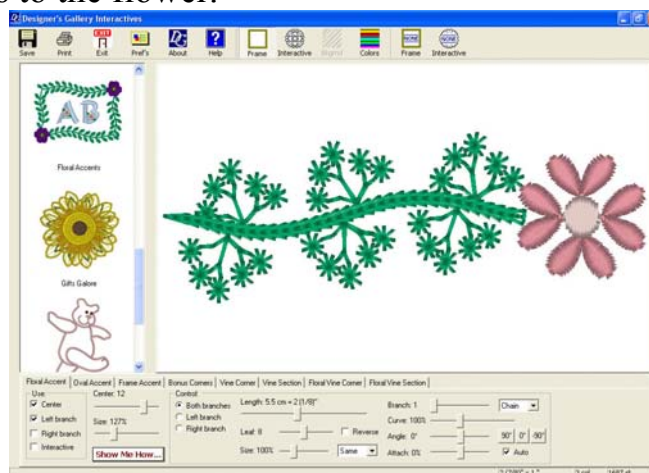 to the flower.
Designer's Gallery Interactives
Save Print Exit Pref's About Help Frame Interactive Colors Frame Interactive
EXIT
NONE NONE
AB
Floral Accents
Gifts Galore
Floral Accent Oval Accent Frame Accent Bonus Corners Vine Corner Vine Section Floral Vine Corner Floral Vine Section
Use:
Center
Left branch
Right branch
Interactive
Center: 12
Size: 127%
Show Me How...
Control:
Both branches
Left branch
Right branch
Length: 5.5 cm = 2 (1/8)"
Leaf: 8
Reverse
Size: 100%
Same
Branch: 1
Chain
Curve: 100%
Angle: 0°
90° 0° -90°
Attach: 0%
Auto